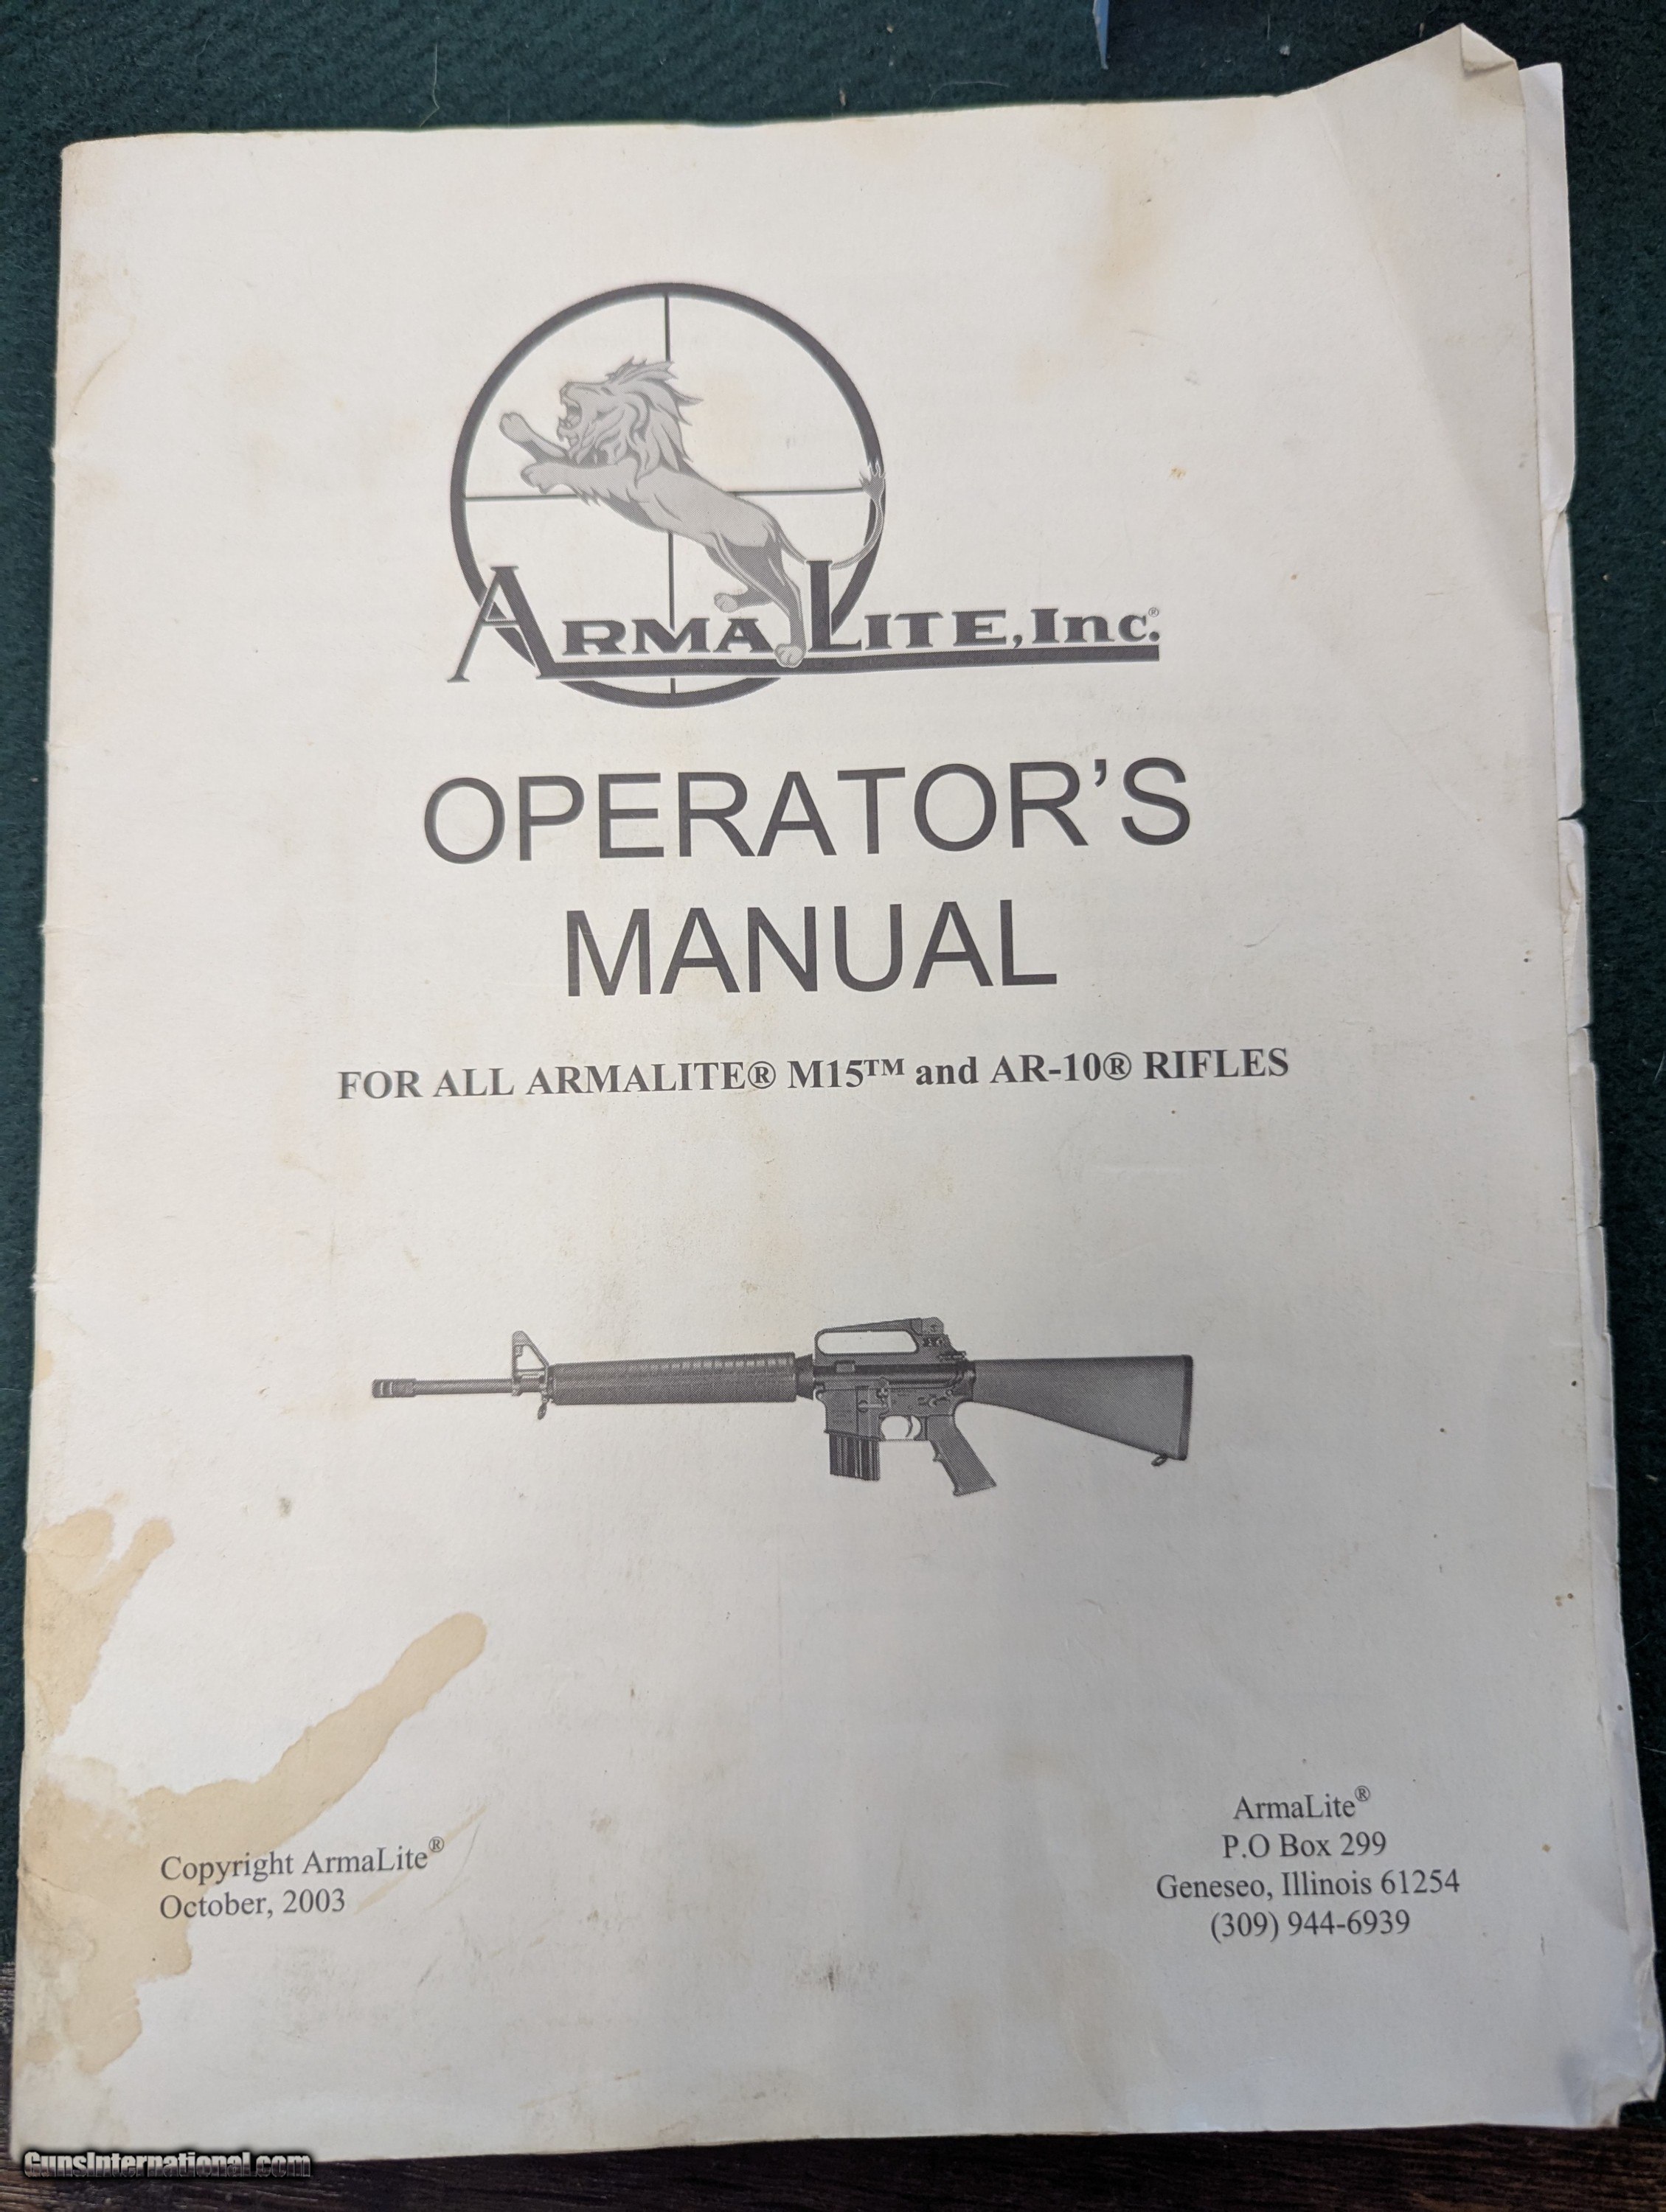 ARMALITE, Inc.®
OPERATOR'S
MANUAL
FOR ALL ARMALITE® M15™ and AR-10® RIFLES
Copyright ArmaLite®
October, 2003
ArmaLite®
P.O Box 299
Geneseo, Illinois 61254
(309) 944-6939
GunsInternational.com